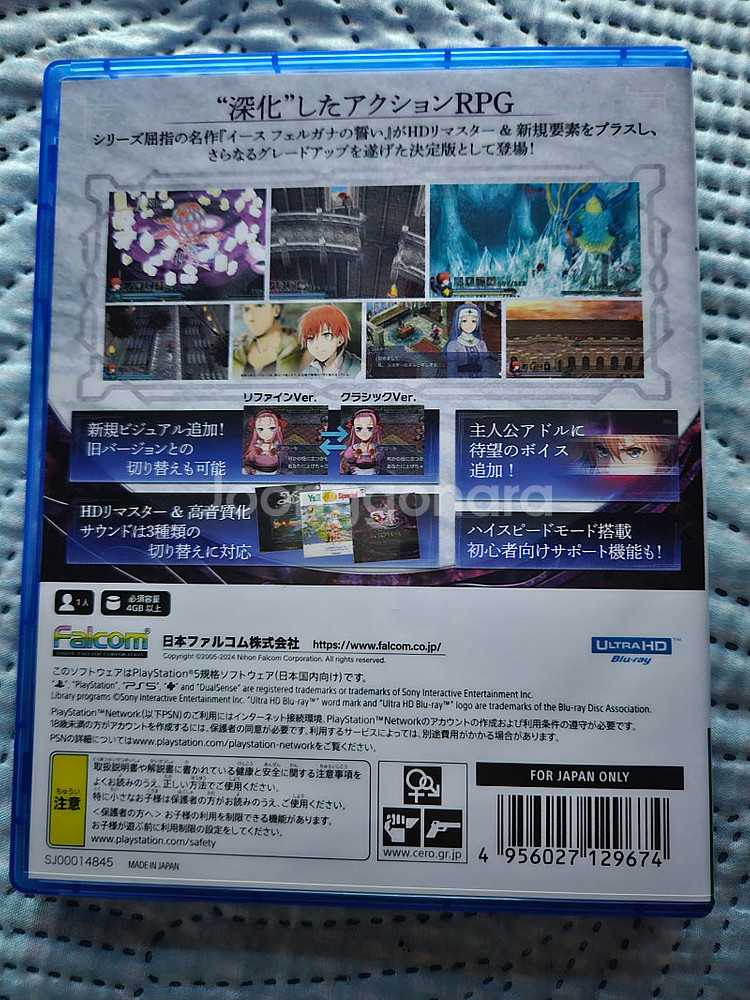 “深化”したアクションRPG
シリーズ屈指の名作『イース フェルガナの誓い』がHDリマスター & 新規要素をプラスし、
さらなるグレードアップを遂げた決定版として登場!
リファインVer.
クラシックVer.
新規ビジュアル追加!
旧バージョンとの
切り替えも可能
主人公アドルに
待望のボイス
追加!
HDリマスター & 高音質化
サウンドは3種類の
切り替えに対応
ハイスピードモード搭載
初心者向けサポート機能も!
joonggonara
1人
必須容量
4GB 以上
Falcom
日本ファルコム株式会社 https://www.falcom.co.jp/
Copyright ©2005-2024 Nihon Falcom Corporation. All rights reserved.
ULTRA HD
Blu-ray
TM
このソフトウェアはPlayStation®5規格ソフトウェア(日本国内向け)です。
"PlayStation", "PS5", and "DualSense" are registered trademarks or trademarks of Sony Interactive Entertainment Inc.
Library programs ©Sony Interactive Entertainment Inc. "Ultra HD Blu-ray™" word mark and "Ultra HD Blu-ray™" logo are trademarks of the Blu-ray Disc Association.
PlayStation™Network(以下PSN)のご利用にはインターネット接続環境、PlayStation™Networkのアカウントの作成および利用条件の遵守が必要です。
18歳未満の方がアカウントを作成するには、保護者の同意が必要です。利用するサービスによっては、別途費用がかかる場合があります。
PSNの詳細についてはwww.playstation.com/playstation-networkをご覧ください。
ちゅうい
注意
取扱説明書や解説書に書かれている健康と安全に関する注意事項を
よくお読みのうえ、正しい方法でご使用ください。
特に小さなお子様は保護者の方がお読みのうえ、ご使用ください。
<保護者の方へ> お子様の利用を制限できる機能があります。
お子様が遊ぶ前に利用制限の設定をしてください。
www.playstation.com/safety
www.cero.gr.jp
FOR JAPAN ONLY
4 956027 129674
SJ00014845 MADE IN JAPAN